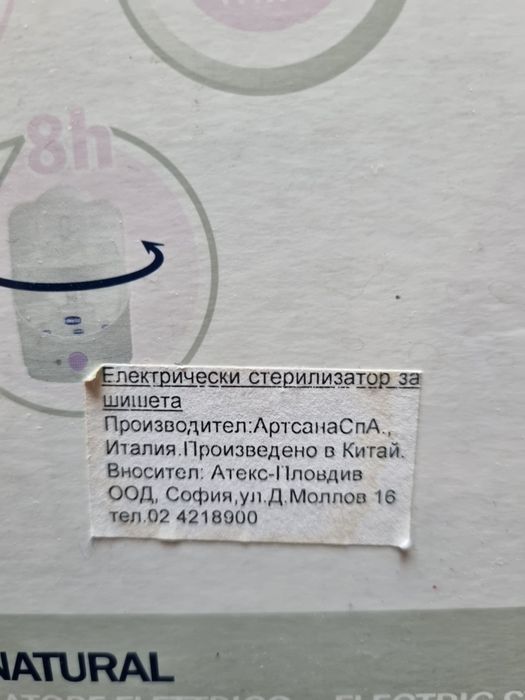 8h
Електрически стерилизатор за
шишета
Производител:АртсанаСпА.,
Италия.Произведено в Китай.
Вносител: Атекс-Пловдив
ООД, София,ул.Д.Моллов 16
тел.02 4218900
NATURAL